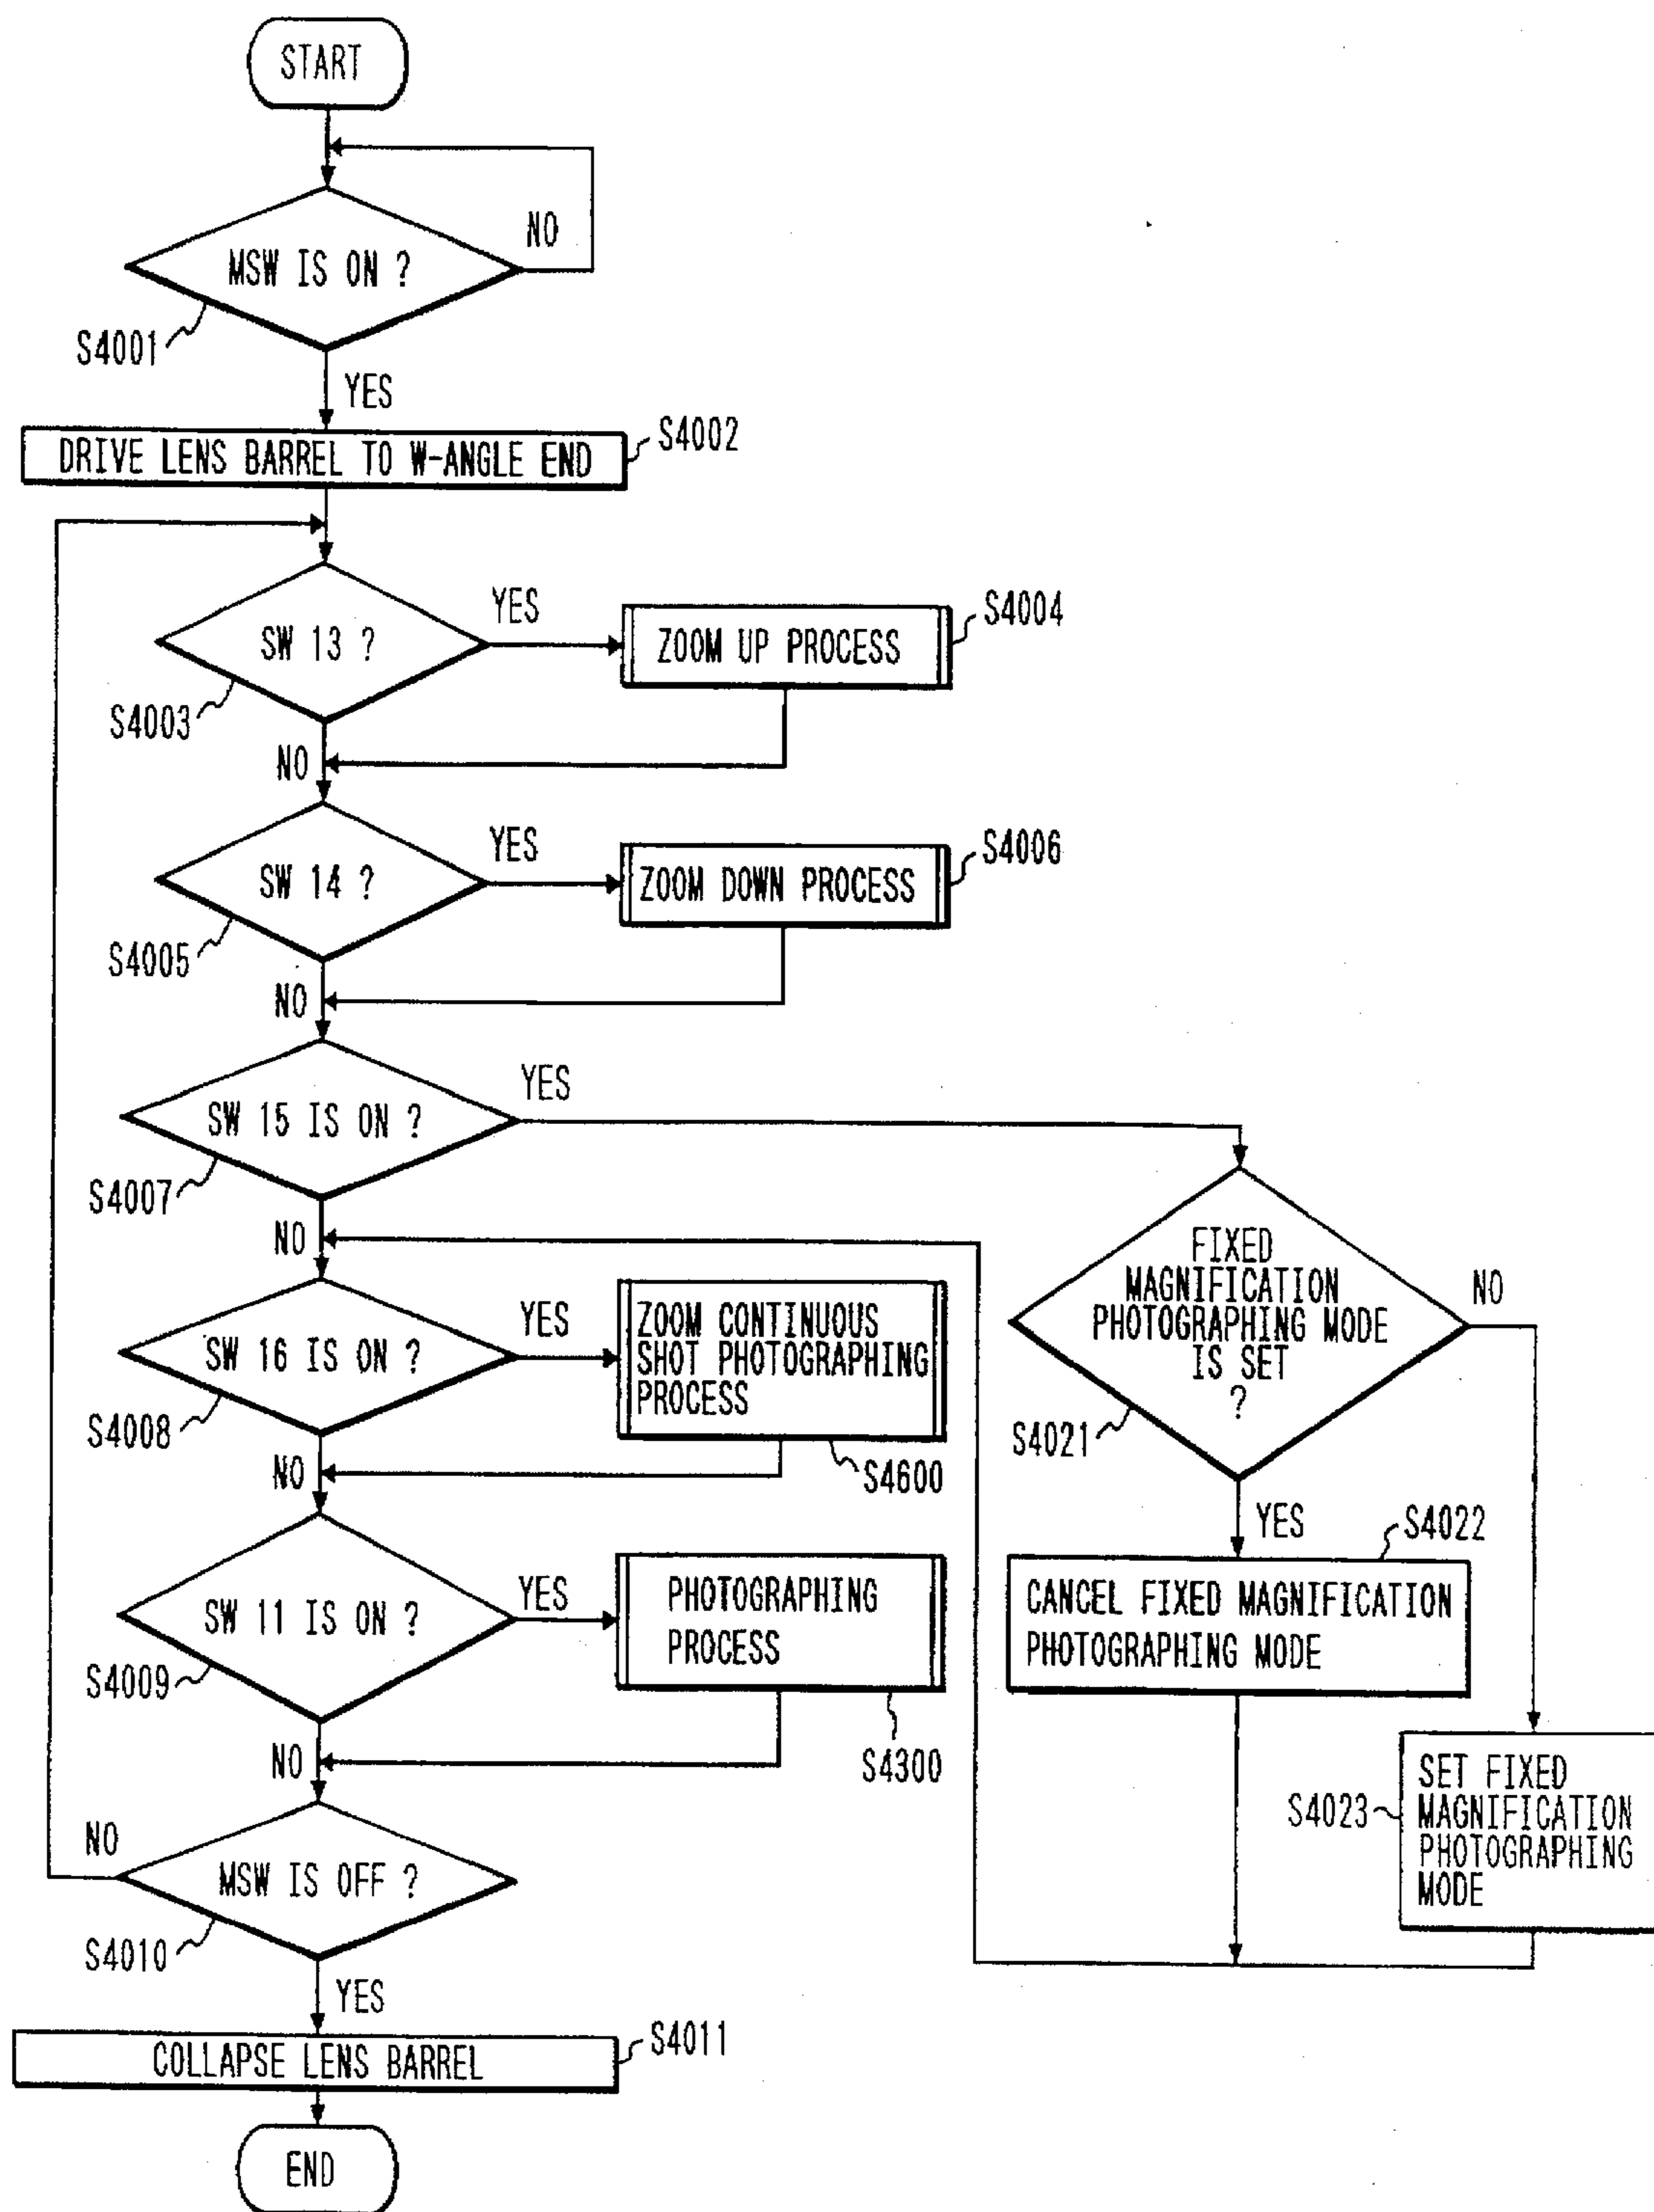 START
MSW IS ON ?
NO
S4001
YES
DRIVE LENS BARREL TO W-ANGLE END
S4002
SW 13 ?
YES
ZOOM UP PROCESS
S4004
S4003
NO
SW 14 ?
YES
ZOOM DOWN PROCESS
S4006
S4005
NO
SW 15 IS ON ?
YES
S4007
NO
FIXED
MAGNIFICATION
PHOTOGRAPHING MODE
IS SET
?
NO
S4021
YES
S4022
CANCEL FIXED MAGNIFICATION
PHOTOGRAPHING MODE
SET FIXED
MAGNIFICATION
PHOTOGRAPHING
MODE
S4023
SW 16 IS ON ?
YES
ZOOM CONTINUOUS
SHOT PHOTOGRAPHING
PROCESS
S4008
S4600
NO
SW 11 IS ON ?
YES
PHOTOGRAPHING
PROCESS
S4009
S4300
NO
MSW IS OFF ?
NO
S4010
YES
COLLAPSE LENS BARREL
S4011
END